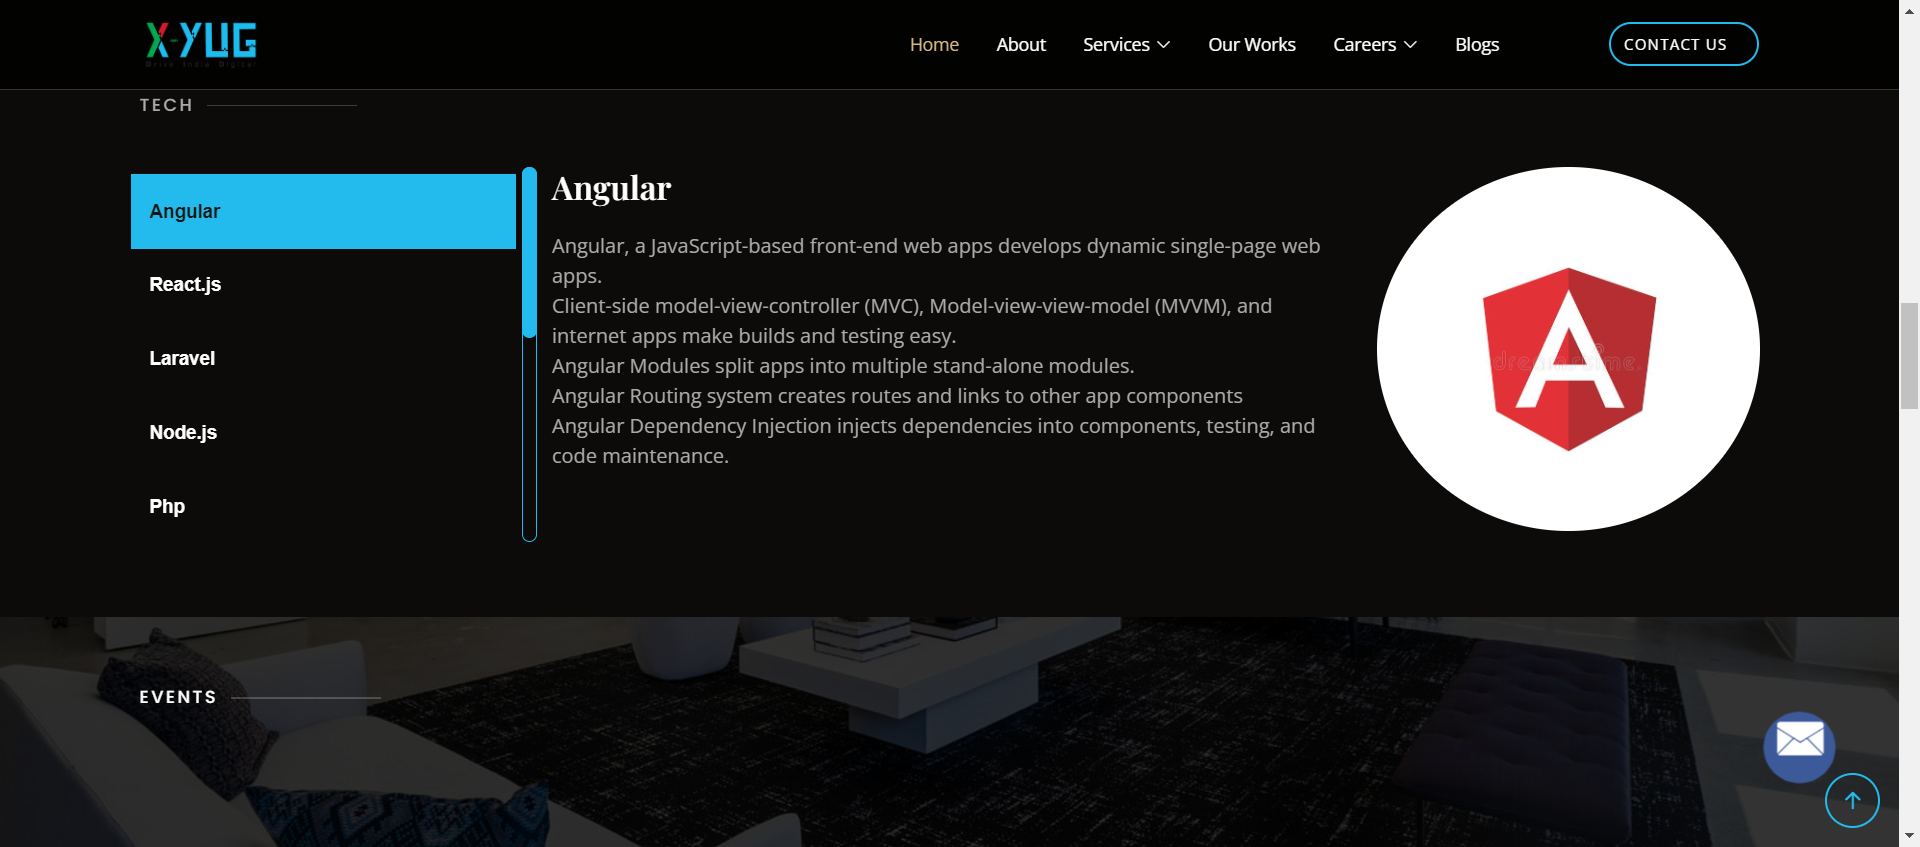 X-YUG
Drive India Digital
Home
About
Services
Our Works
Careers
Blogs
CONTACT US
TECH
Angular
React.js
Laravel
Node.js
Php
Angular
Angular, a JavaScript-based front-end web apps develops dynamic single-page web
apps.
Client-side model-view-controller (MVC), Model-view-view-model (MVVM), and
internet apps make builds and testing easy.
Angular Modules split apps into multiple stand-alone modules.
Angular Routing system creates routes and links to other app components
Angular Dependency Injection injects dependencies into components, testing, and
code maintenance.
A
dreamstime.
EVENTS